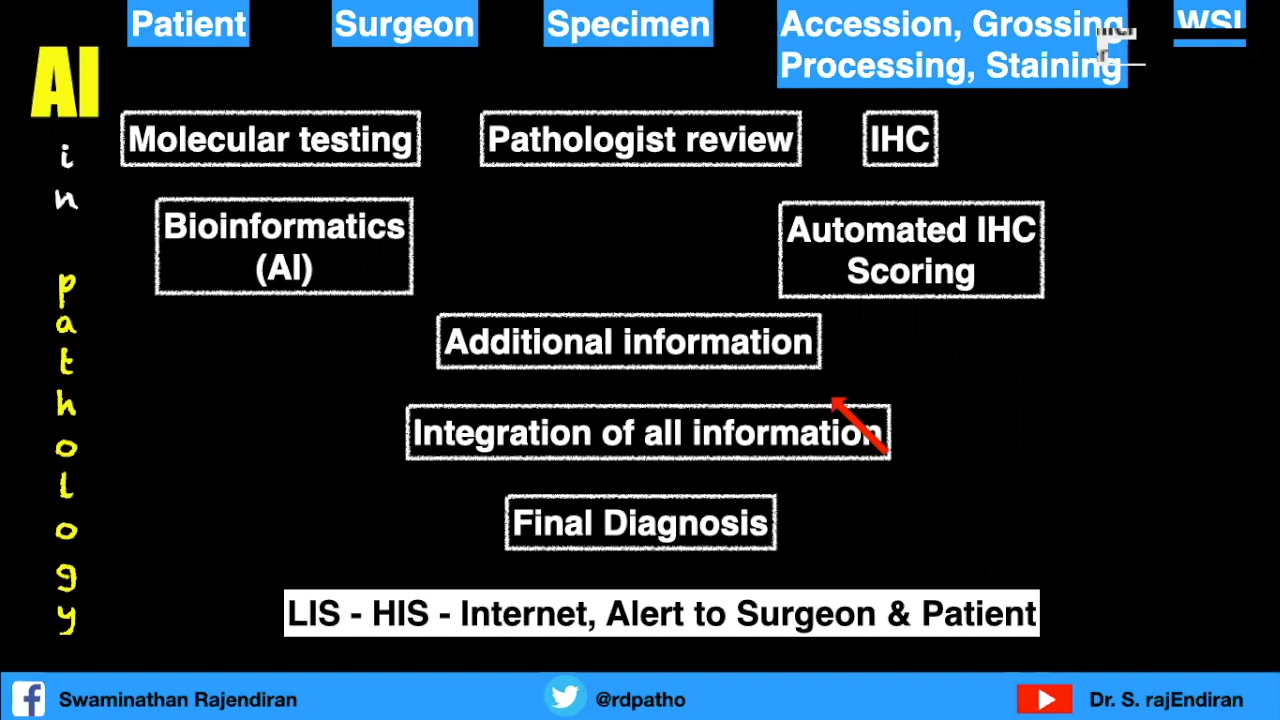 Patient
Surgeon
Specimen
Accession, Grossing
Processing, Staining
WSI
AI
in pathology
Molecular testing
Pathologist review
IHC
Bioinformatics
(AI)
Automated IHC
Scoring
Additional information
Integration of all information
Final Diagnosis
LIS - HIS - Internet, Alert to Surgeon & Patient
Swaminathan Rajendiran
@rdpatho
Dr. S. rajEndiran